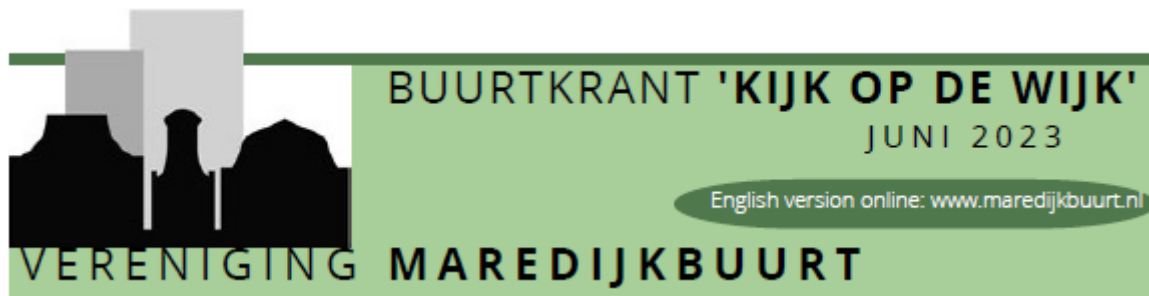 BUURTKRANT 'KIJK OP DE WIJK'
JUNI 2023
English version online: www.maredijkbuurt.nl
VERENIGING MAREDIJKBUURT